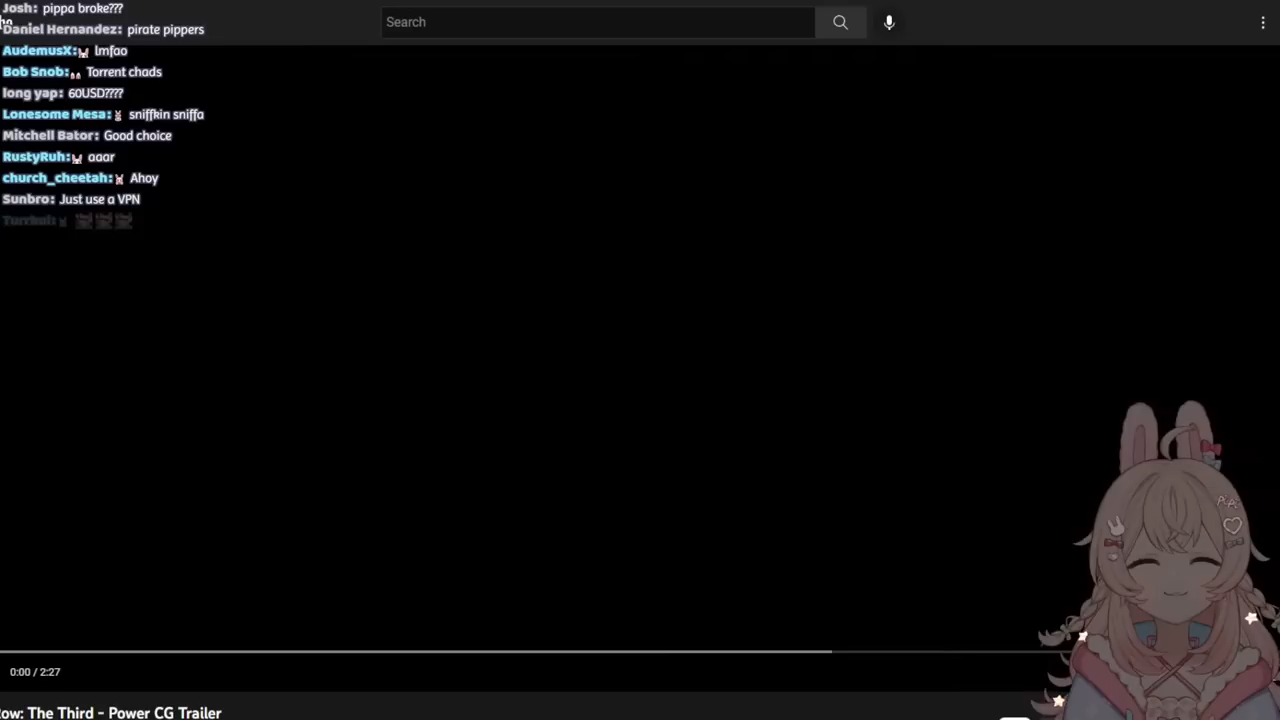 Josh: pippa broke???
Daniel Hernandez: pirate pippers
AudemusX: lmfao
Bob Snob: Torrent chads
long yap: 60USD????
Lonesome Mesa: sniffkin sniffa
Mitchell Bator: Good choice
RustyRuh: aaar
church_cheetah: Ahoy
Sunbro: Just use a VPN
Search
0:00 / 2:27
Row: The Third - Power CG Trailer